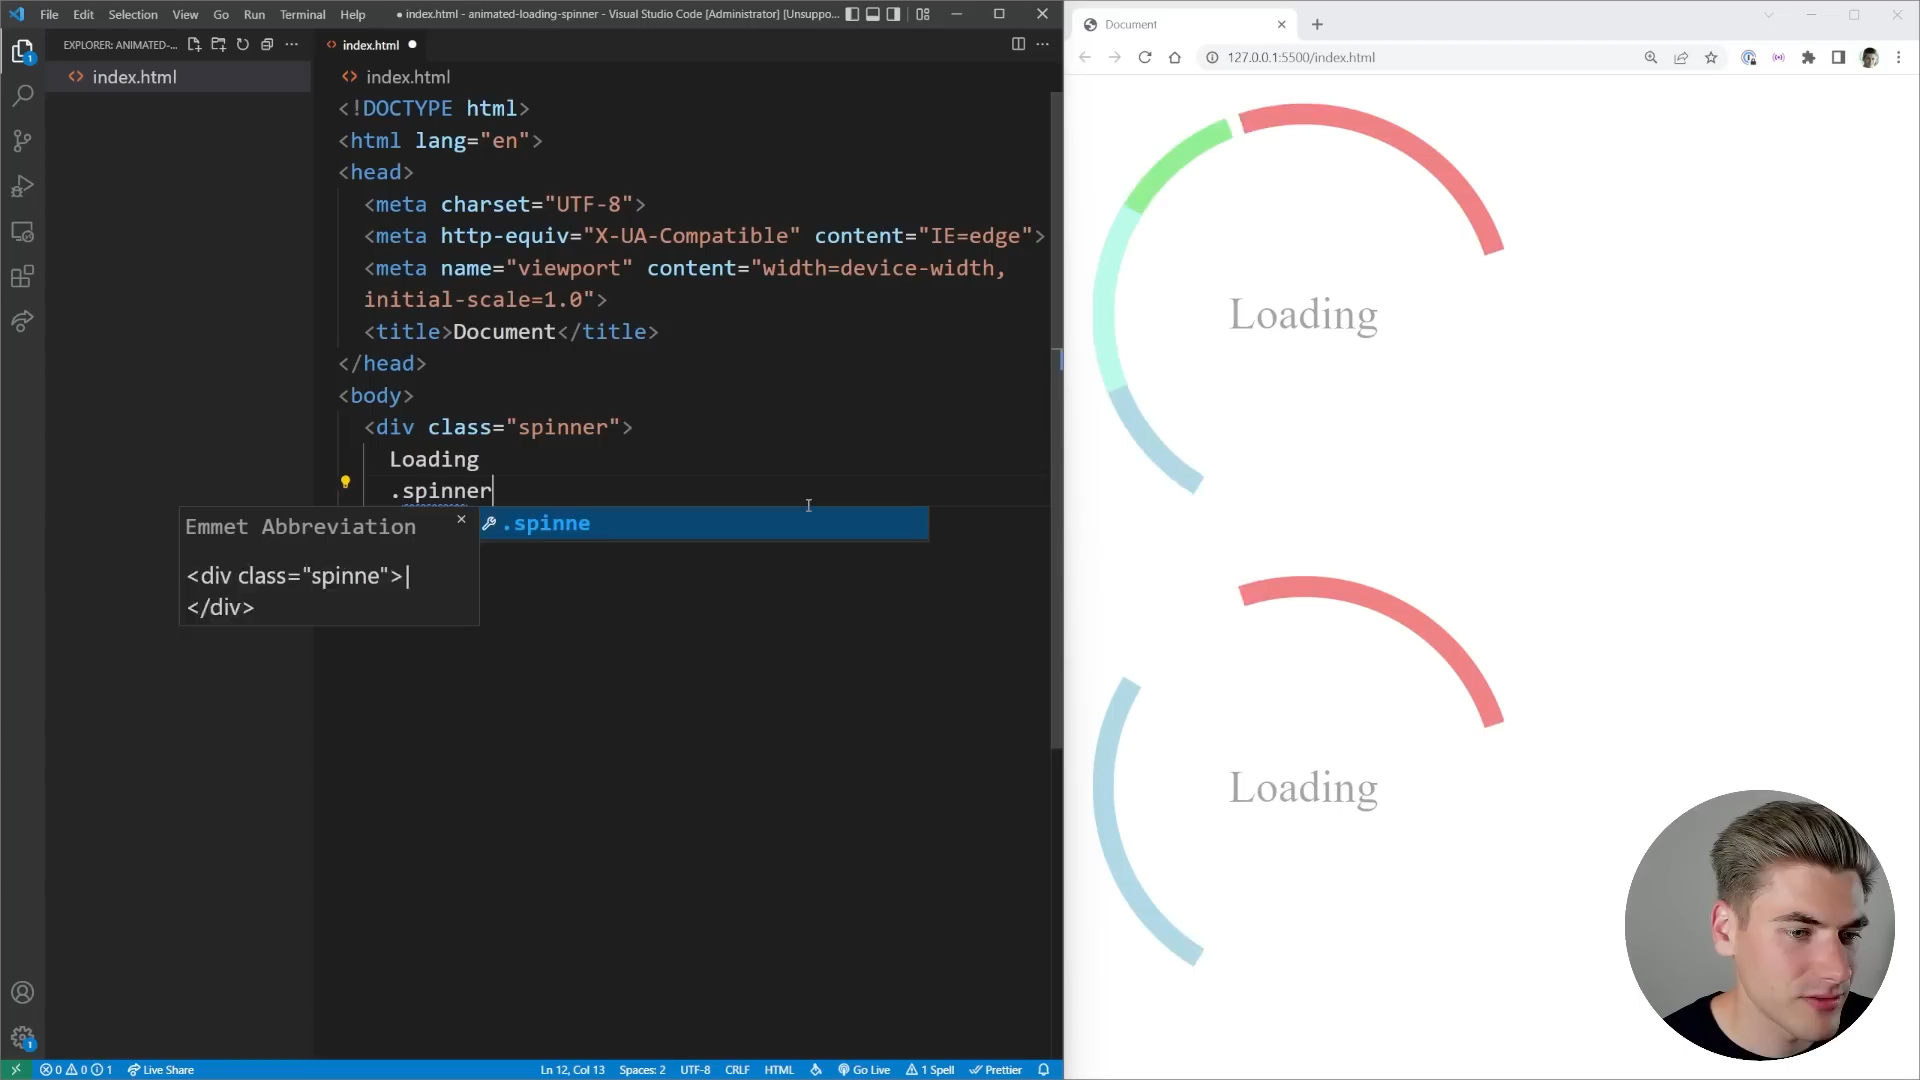 File Edit Selection View Go Run Terminal Help
● index.html - animated-loading-spinner - Visual Studio Code [Administrator] [Unsuppo...
EXPLORER: ANIMATED-...
index.html
<> index.html ●
<> index.html
<!DOCTYPE html>
<html lang="en">
<head>
<meta charset="UTF-8">
<meta http-equiv="X-UA-Compatible" content="IE=edge">
<meta name="viewport" content="width=device-width,
initial-scale=1.0">
<title>Document</title>
</head>
<body>
<div class="spinner">
Loading
.spinner
.spinne
Emmet Abbreviation
<div class="spinne">|
</div>
1
1
0 0 1 Live Share
Ln 12, Col 13 Spaces: 2 UTF-8 CRLF HTML Go Live 1 Spell Prettier
Document
127.0.0.1:5500/index.html
Loading
Loading